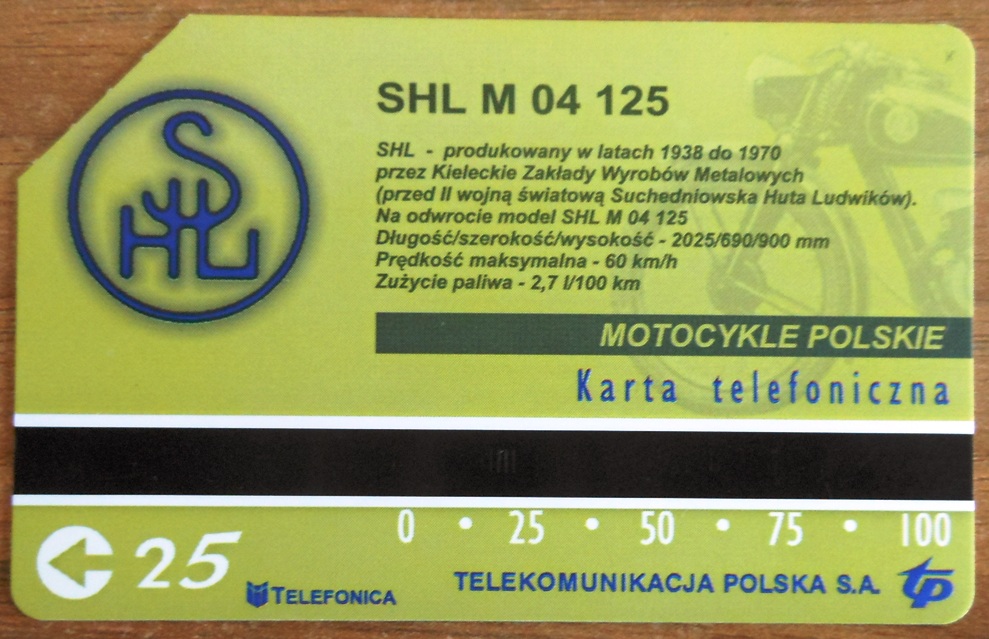 SHL
SHL M 04 125
SHL - produkowany w latach 1938 do 1970
przez Kieleckie Zakłady Wyrobów Metalowych
(przed II wojną światową Suchedniowska Huta Ludwików).
Na odwrocie model SHL M 04 125
Długość/szerokość/wysokość - 2025/690/900 mm
Prędkość maksymalna - 60 km/h
Zużycie paliwa - 2,7 l/100 km
MOTOCYKLE POLSKIE
Karta telefoniczna
0 • 25 • 50 • 75 • 100
25
TELEFONICA
TELEKOMUNIKACJA POLSKA S.A.
tp